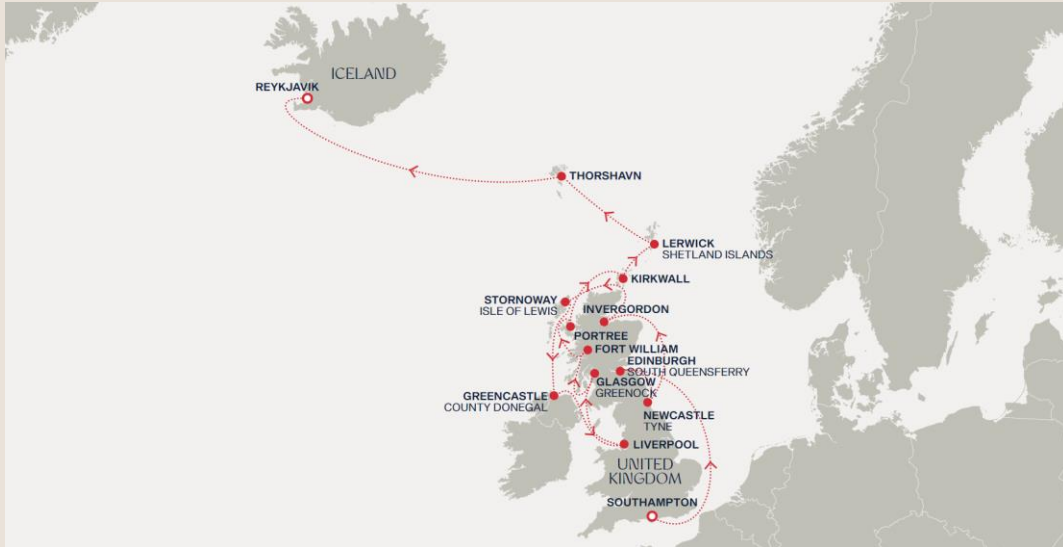 ICELAND
REYKJAVIK
THORSHAVN
LERWICK
SHETLAND ISLANDS
KIRKWALL
STORNOWAY
ISLE OF LEWIS
INVERGORDON
PORTREE
FORT WILLIAM
EDINBURGH
SOUTH QUEENSFERRY
GLASGOW
GREENOCK
GREENCASTLE
COUNTY DONEGAL
NEWCASTLE
TYNE
LIVERPOOL
UNITED
KINGDOM
SOUTHAMPTON